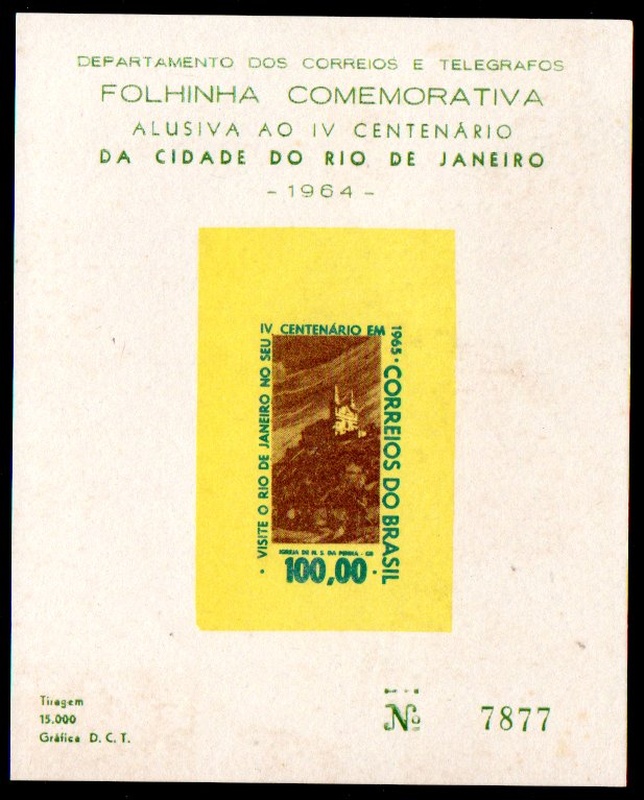 DEPARTAMENTO DOS CORREIOS E TELEGRAFOS
FOLHINHA COMEMORATIVA
ALUSIVA AO IV CENTENÁRIO
DA CIDADE DO RIO DE JANEIRO
- 1964 -
· VISITE O RIO DE JANEIRO NO SEU
IV CENTENÁRIO EM
1965 · CORREIOS DO BRASIL
IGREJA DE N. S. DA PENHA - GB
100,00 ·
Tiragem
15.000
Gráfica D. C. T.
Nº 7877